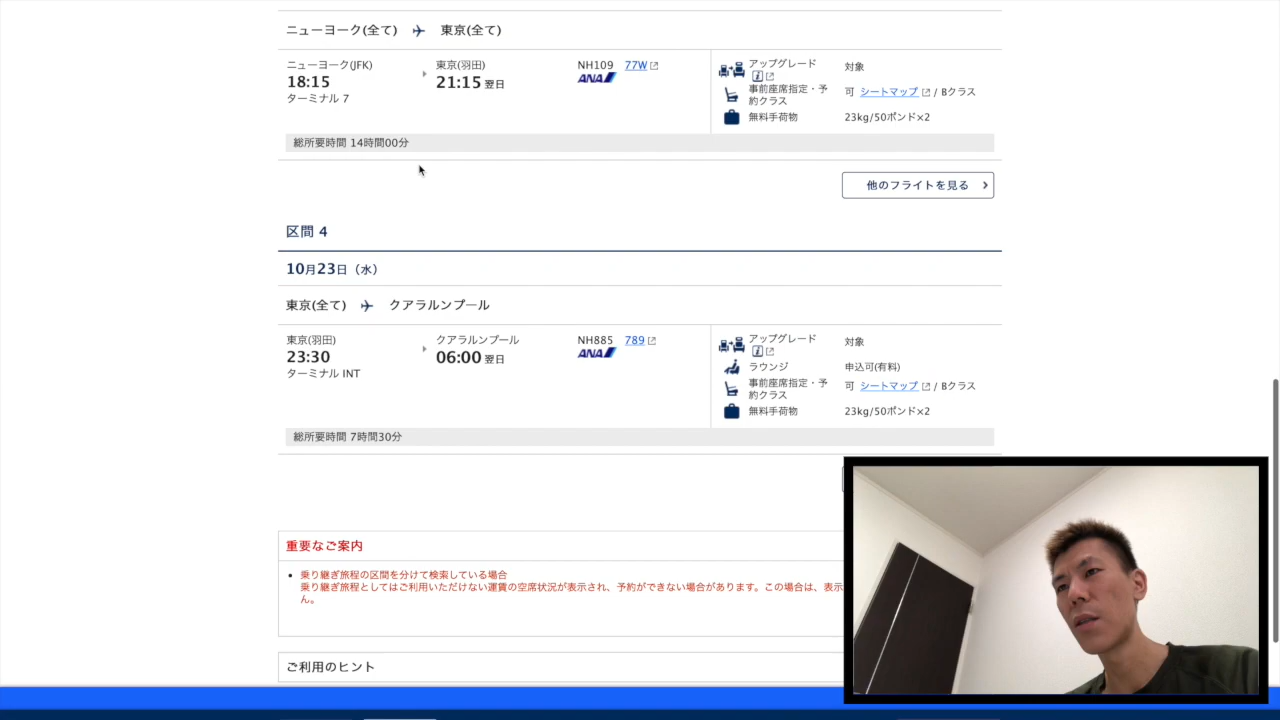 ニューヨーク(全て) 東京(全て)
ニューヨーク(JFK)
18:15
ターミナル 7
東京(羽田)
21:15 翌日
NH109 77W
ANA
アップグレード
対象
事前座席指定・予
約クラス
可 シートマップ / Bクラス
無料手荷物
23kg/50ポンド×2
総所要時間 14時間00分
他のフライトを見る
区間 4
10月23日（水）
東京(全て) クアラルンプール
東京(羽田)
23:30
ターミナル INT
クアラルンプール
06:00 翌日
NH885 789
ANA
アップグレード
対象
ラウンジ
申込可(有料)
事前座席指定・予
約クラス
可 シートマップ / Bクラス
無料手荷物
23kg/50ポンド×2
総所要時間 7時間30分
重要なご案内
乗り継ぎ旅程の区間を分けて検索している場合
乗り継ぎ旅程としてはご利用いただけない運賃の空席状況が表示され、予約ができない場合があります。この場合は、表示
ん。
ご利用のヒント